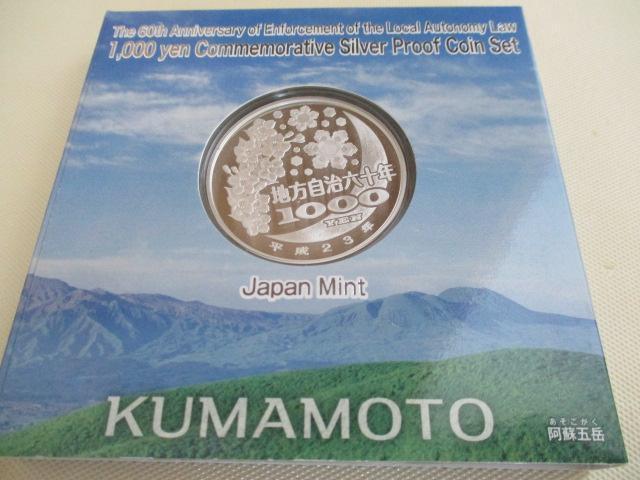 The 60th Anniversary of Enforcement of the Local Autonomy Law
1,000 yen Commemorative Silver Proof Coin Set
地方自治六十年
1000
YEN
平成23年
Japan Mint
KUMAMOTO
あそごがく
阿蘇五岳